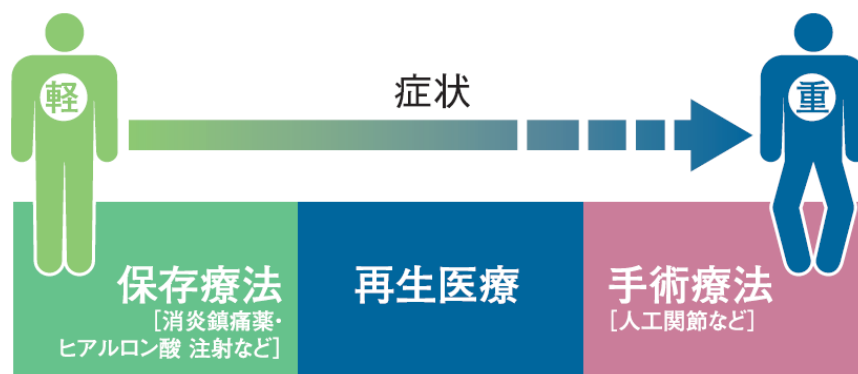 症状
軽
重
保存療法
[消炎鎮痛薬・
ヒアルロン酸 注射など]
再生医療
手術療法
[人工関節など]